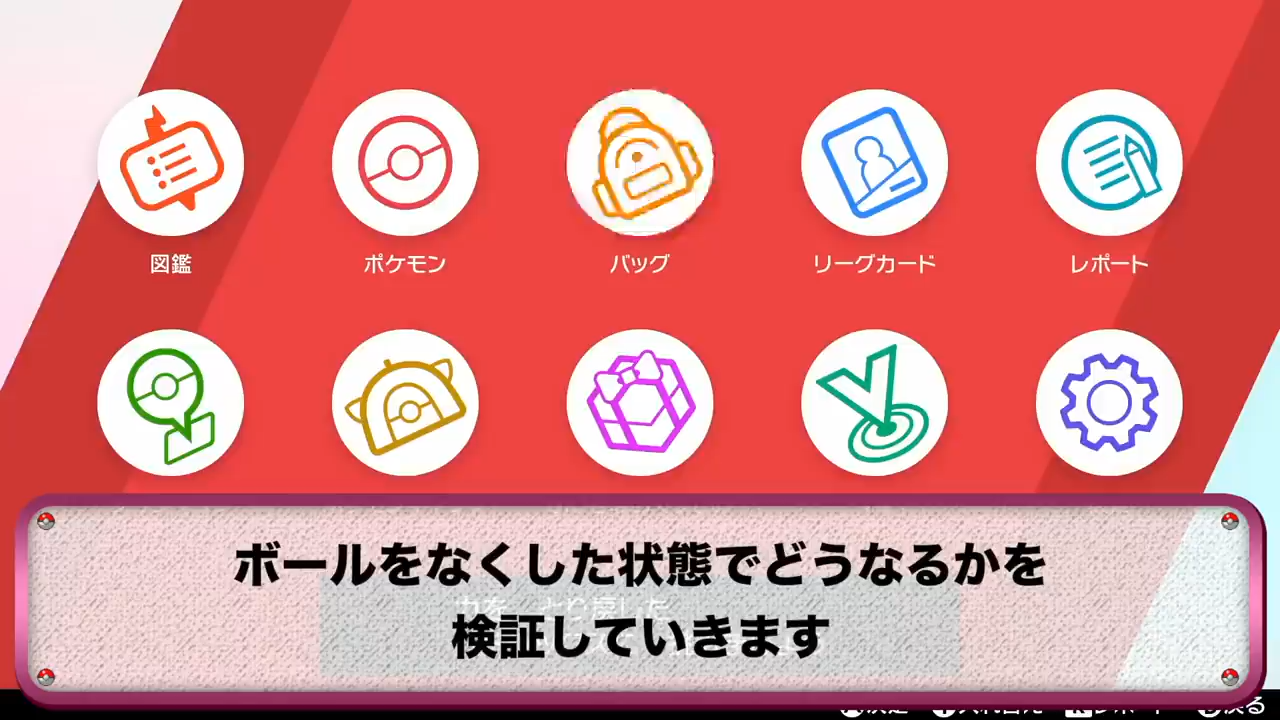 図鑑
ポケモン
バッグ
リーグカード
レポート
ボールをなくした状態でどうなるかを
検証していきます